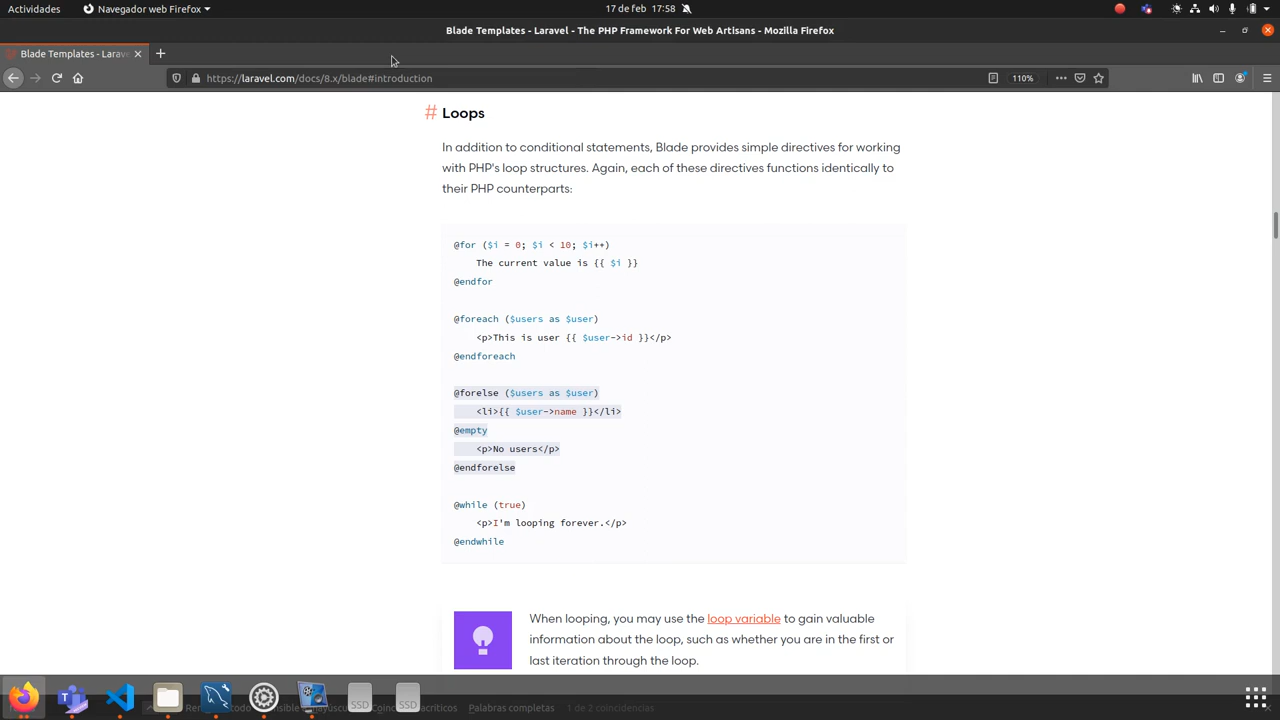 Actividades
Navegador web Firefox
17 de feb 17:58
Blade Templates - Laravel - The PHP Framework For Web Artisans - Mozilla Firefox
Blade Templates - Larav
https://laravel.com/docs/8.x/blade#introduction
110%
# Loops
In addition to conditional statements, Blade provides simple directives for working
with PHP's loop structures. Again, each of these directives functions identically to
their PHP counterparts:
@for ($i = 0; $i < 10; $i++)
The current value is {{ $i }}
@endfor
@foreach ($users as $user)
<p>This is user {{ $user->id }}</p>
@endforeach
@forelse ($users as $user)
<li>{{ $user->name }}</li>
@empty
<p>No users</p>
@endforelse
@while (true)
<p>I'm looping forever.</p>
@endwhile
When looping, you may use the loop variable to gain valuable
information about the loop, such as whether you are in the first or
last iteration through the loop.
SSD
SSD
Palabras completas
1 de 2 coincidencias